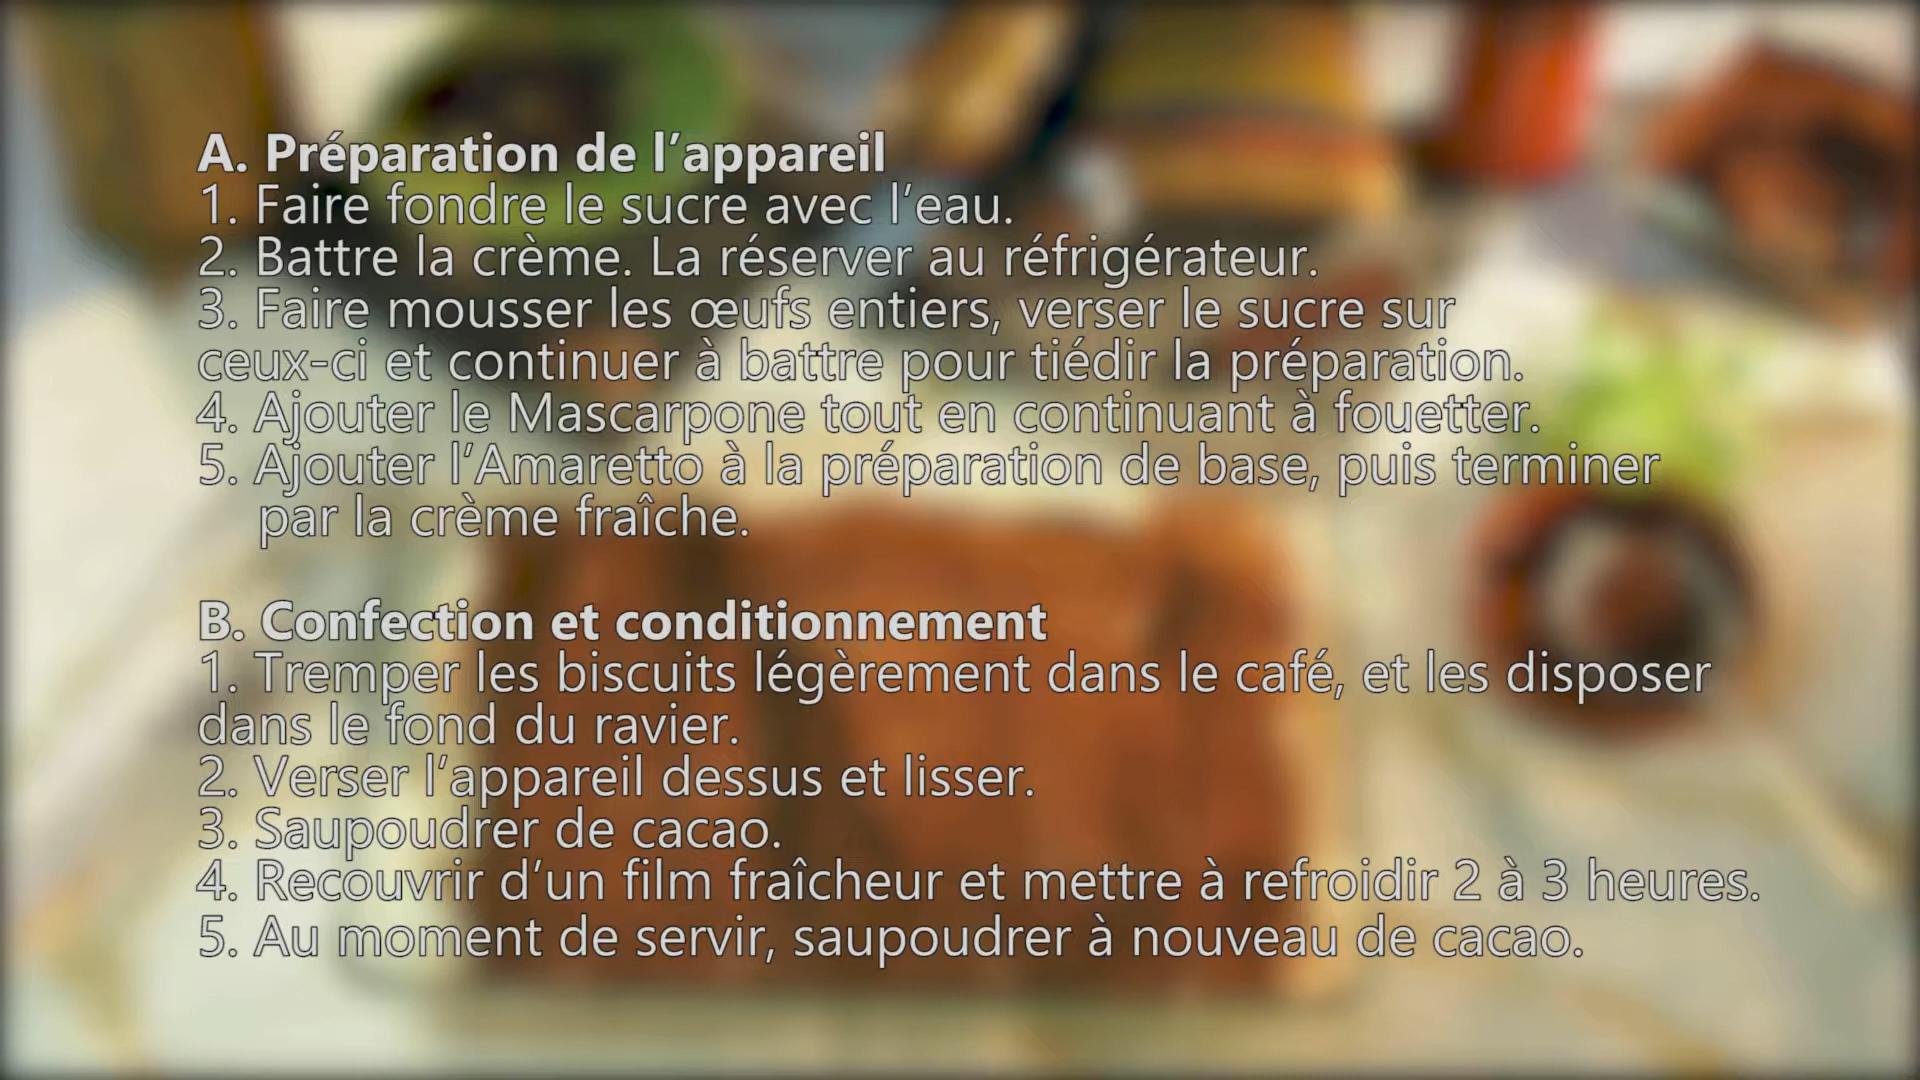 A. Préparation de l’appareil
1. Faire fondre le sucre avec l’eau.
2. Battre la crème. La réserver au réfrigérateur.
3. Faire mousser les œufs entiers, verser le sucre sur
ceux-ci et continuer à battre pour tiédir la préparation.
4. Ajouter le Mascarpone tout en continuant à fouetter.
5. Ajouter l’Amaretto à la préparation de base, puis terminer
par la crème fraîche.
B. Confection et conditionnement
1. Tremper les biscuits légèrement dans le café, et les disposer
dans le fond du ravier.
2. Verser l’appareil dessus et lisser.
3. Saupoudrer de cacao.
4. Recouvrir d’un film fraîcheur et mettre à refroidir 2 à 3 heures.
5. Au moment de servir, saupoudrer à nouveau de cacao.